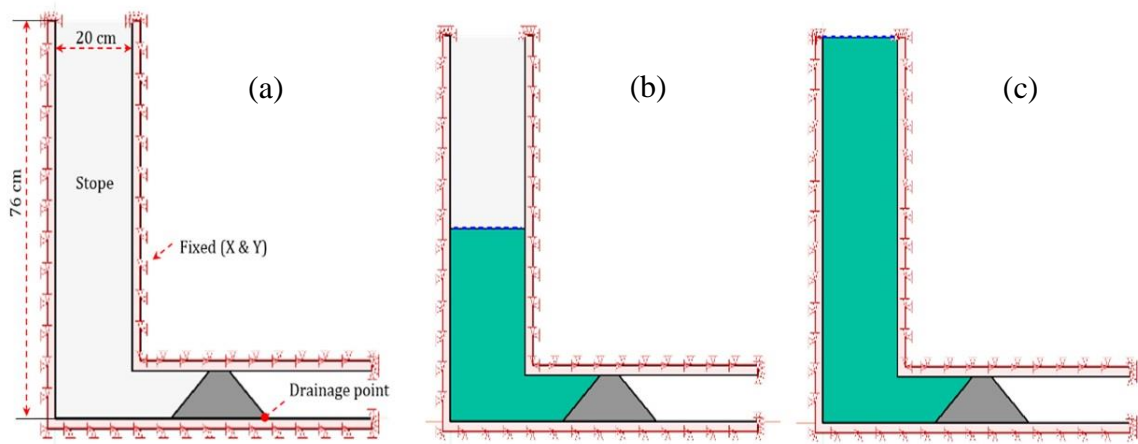 20 cm
(a)
(b)
(c)
Stope
76 cm
Fixed (X & Y)
Drainage point